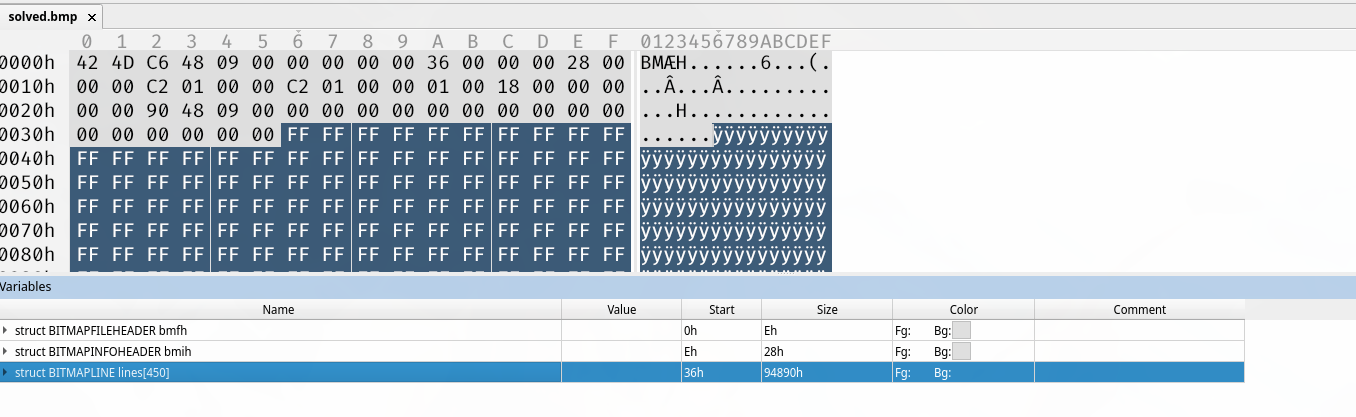 solved.bmp ×
0 1 2 3 4 5 6 7 8 9 A B C D E F 0123456789ABCDEF
0000h 42 4D C6 48 09 00 00 00 00 00 36 00 00 00 28 00 BMÆH......6...(.
0010h 00 00 C2 01 00 00 C2 01 00 00 01 00 18 00 00 00 ..Â...Â.........
0020h 00 00 90 48 09 00 00 00 00 00 00 00 00 00 00 00 ...H............
0030h 00 00 00 00 00 00 FF FF FF FF FF FF FF FF FF FF ......ÿÿÿÿÿÿÿÿÿÿ
0040h FF FF FF FF FF FF FF FF FF FF FF FF FF FF FF FF ÿÿÿÿÿÿÿÿÿÿÿÿÿÿÿÿ
0050h FF FF FF FF FF FF FF FF FF FF FF FF FF FF FF FF ÿÿÿÿÿÿÿÿÿÿÿÿÿÿÿÿ
0060h FF FF FF FF FF FF FF FF FF FF FF FF FF FF FF FF ÿÿÿÿÿÿÿÿÿÿÿÿÿÿÿÿ
0070h FF FF FF FF FF FF FF FF FF FF FF FF FF FF FF FF ÿÿÿÿÿÿÿÿÿÿÿÿÿÿÿÿ
0080h FF FF FF FF FF FF FF FF FF FF FF FF FF FF FF FF ÿÿÿÿÿÿÿÿÿÿÿÿÿÿÿÿ
Variables
Name Value Start Size Color Comment
struct BITMAPFILEHEADER bmfh 0h Eh Fg: Bg:
struct BITMAPINFOHEADER bmih Eh 28h Fg: Bg:
struct BITMAPLINE lines[450] 36h 94890h Fg: Bg: